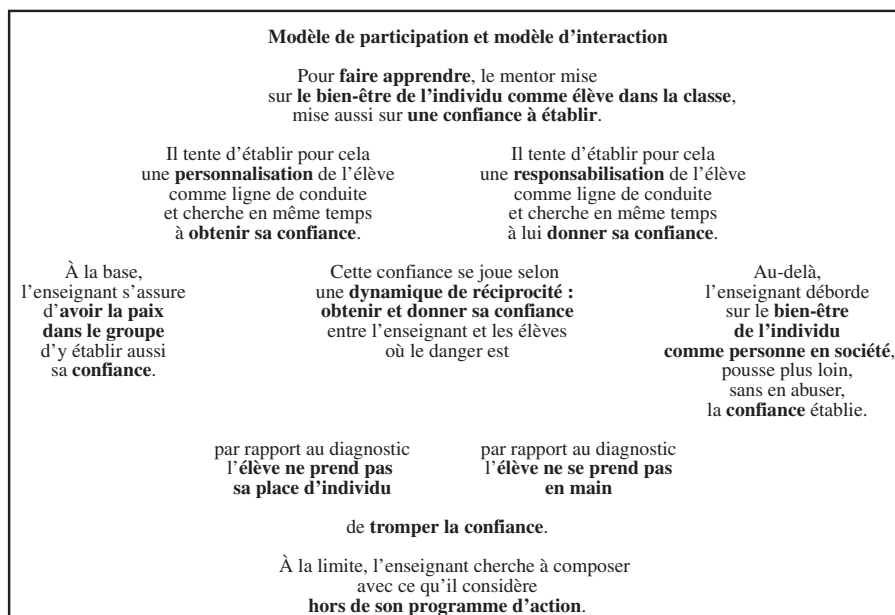 Modèle de participation et modèle d’interaction
Pour faire apprendre, le mentor mise
sur le bien-être de l’individu comme élève dans la classe,
mise aussi sur une confiance à établir.
Il tente d’établir pour cela
une personnalisation de l’élève
comme ligne de conduite
et cherche en même temps
à obtenir sa confiance.
Il tente d’établir pour cela
une responsabilisation de l’élève
comme ligne de conduite
et cherche en même temps
à lui donner sa confiance.
À la base,
l’enseignant s’assure
d’avoir la paix
dans le groupe
d’y établir aussi
sa confiance.
Cette confiance se joue selon
une dynamique de réciprocité :
obtenir et donner sa confiance
entre l’enseignant et les élèves
où le danger est
Au-delà,
l’enseignant déborde
sur le bien-être
de l’individu
comme personne en société,
pousse plus loin,
sans en abuser,
la confiance établie.
par rapport au diagnostic
l’élève ne prend pas
sa place d’individu
par rapport au diagnostic
l’élève ne se prend pas
en main
de tromper la confiance.
À la limite, l’enseignant cherche à composer
avec ce qu’il considère
hors de son programme d’action.